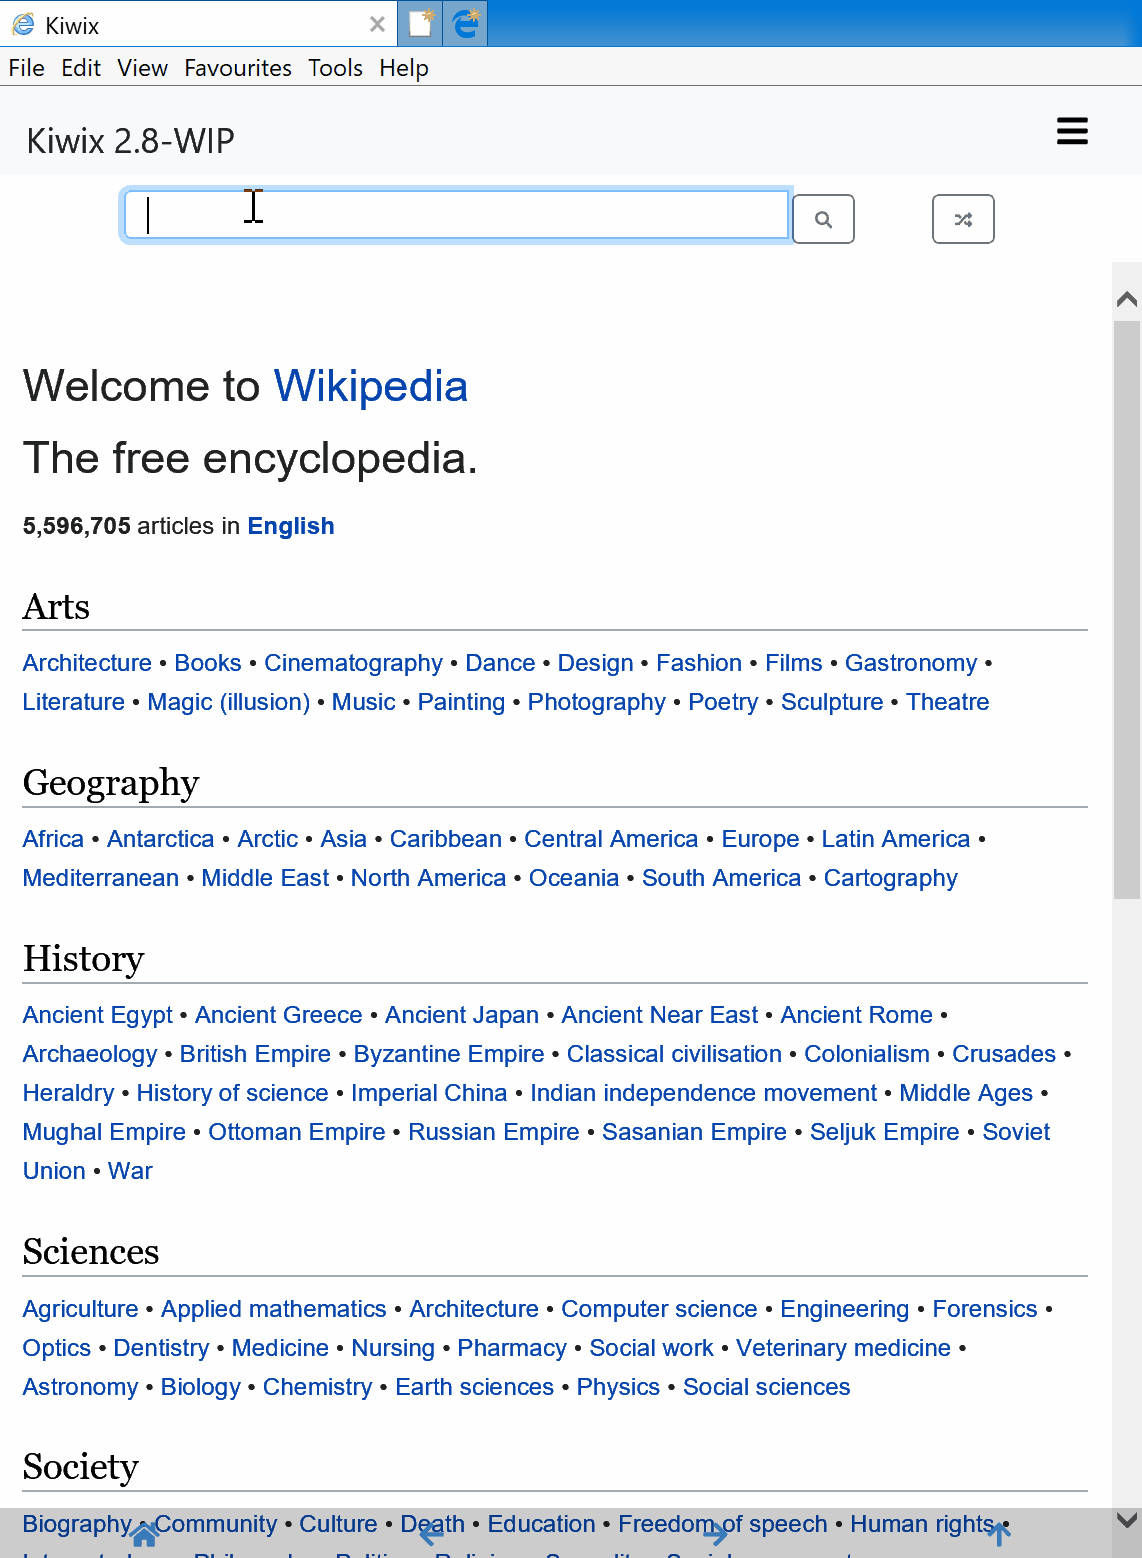 Kiwix
File Edit View Favourites Tools Help
Kiwix 2.8-WIP
Welcome to Wikipedia
The free encyclopedia.
5,596,705 articles in English
Arts
Architecture • Books • Cinematography • Dance • Design • Fashion • Films • Gastronomy •
Literature • Magic (illusion) • Music • Painting • Photography • Poetry • Sculpture • Theatre
Geography
Africa • Antarctica • Arctic • Asia • Caribbean • Central America • Europe • Latin America •
Mediterranean • Middle East • North America • Oceania • South America • Cartography
History
Ancient Egypt • Ancient Greece • Ancient Japan • Ancient Near East • Ancient Rome •
Archaeology • British Empire • Byzantine Empire • Classical civilisation • Colonialism • Crusades •
Heraldry • History of science • Imperial China • Indian independence movement • Middle Ages •
Mughal Empire • Ottoman Empire • Russian Empire • Sasanian Empire • Seljuk Empire • Soviet
Union • War
Sciences
Agriculture • Applied mathematics • Architecture • Computer science • Engineering • Forensics •
Optics • Dentistry • Medicine • Nursing • Pharmacy • Social work • Veterinary medicine •
Astronomy • Biology • Chemistry • Earth sciences • Physics • Social sciences
Society
Biography • Community • Culture • Death • Education • Freedom of speech • Human rights •